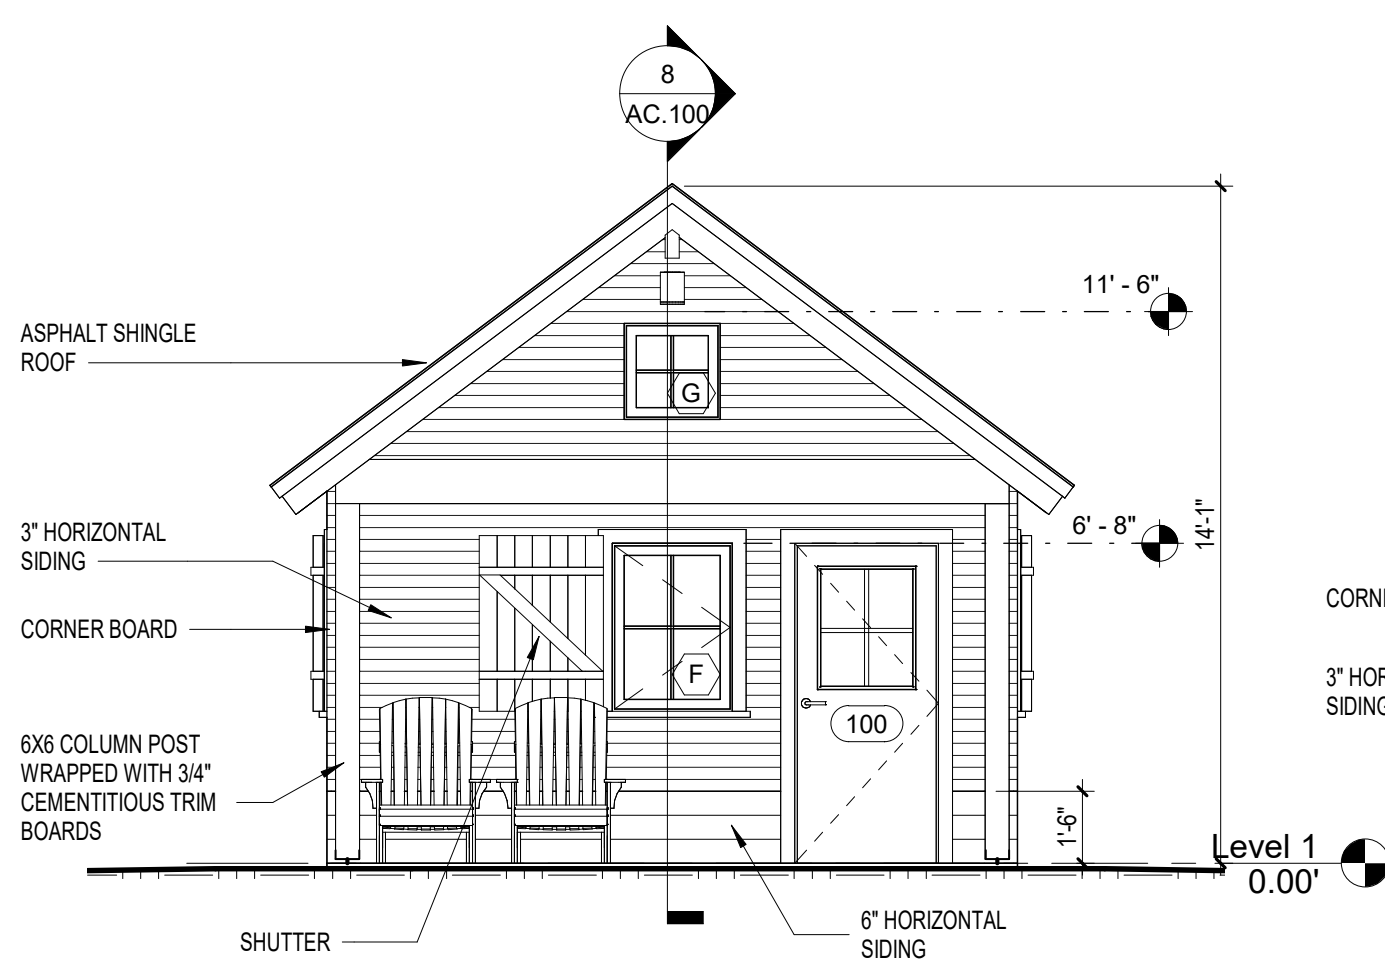 8
AC.100
11' - 6"
ASPHALT SHINGLE
ROOF
G
14'-1"
6' - 8"
3" HORIZONTAL
SIDING
CORNER BOARD
F
100
6X6 COLUMN POST
WRAPPED WITH 3/4"
CEMENTITIOUS TRIM
BOARDS
1'-6"
Level 1
0.00'
SHUTTER
6" HORIZONTAL
SIDING
3" HOR